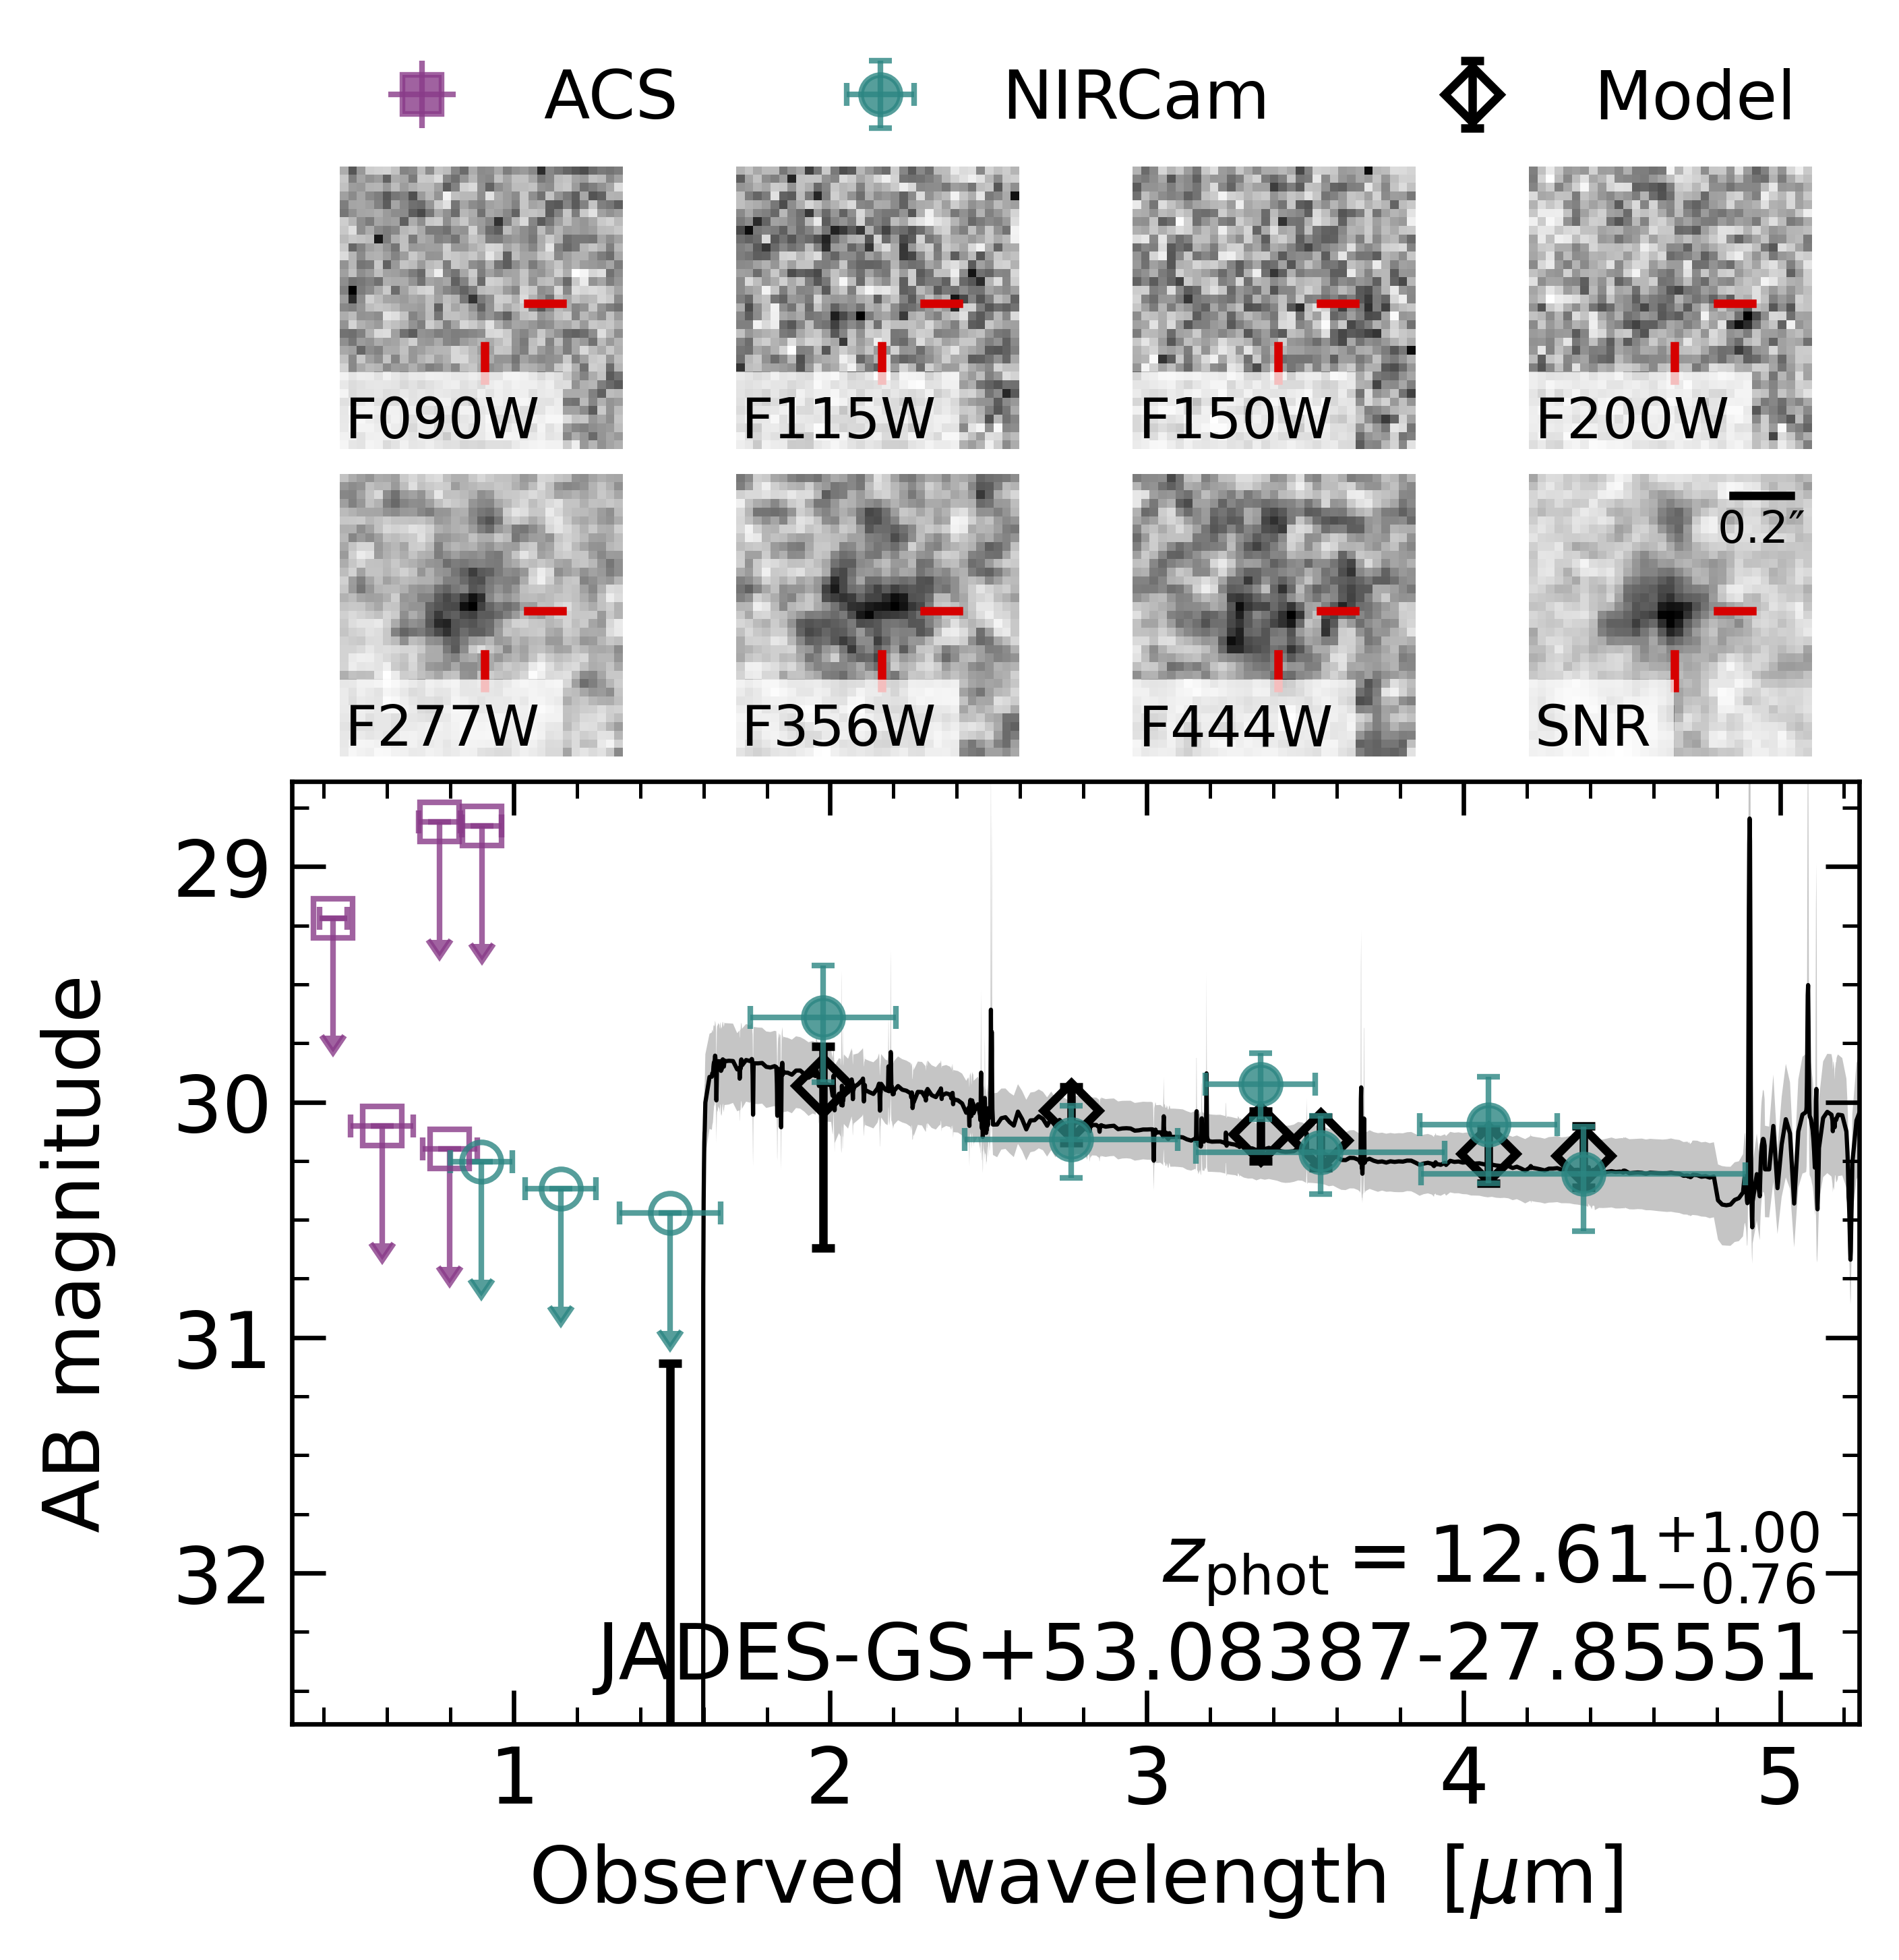 ACS NIRCam Model
F090W F115W F150W F200W
0.2″
F277W F356W F444W SNR
29
30
31
32
AB magnitude
z_phot = 12.61^{+1.00}_{−0.76}
JADES-GS+53.08387-27.85551
1 2 3 4 5
Observed wavelength [μm]